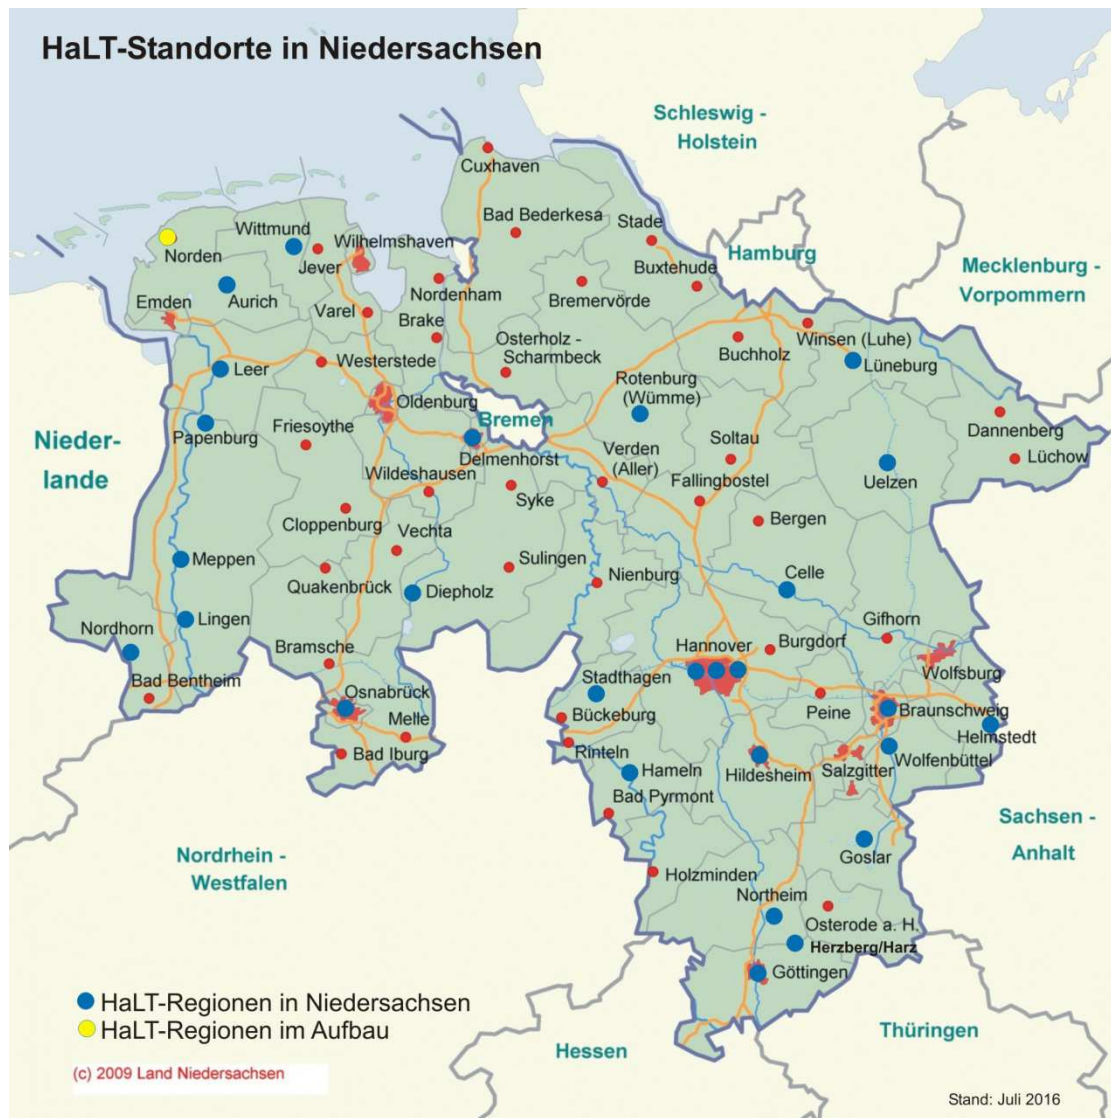 HaLT-Standorte in Niedersachsen
Schleswig -
Holstein
Cuxhaven
Bad Bederkesa
Stade
Hamburg
Mecklenburg -
Vorpommern
Wittmund
Wilhelmshaven
Norden
Jever
Buxtehude
Aurich
Nordenham
Bremervörde
Emden
Varel
Brake
Osterholz -
Scharmbeck
Winsen (Luhe)
Buchholz
Lüneburg
Westerstede
Leer
Rotenburg
(Wümme)
Oldenburg
Bremen
Dannenberg
Nieder-
lande
Papenburg
Friesoythe
Delmenhorst
Verden
(Aller)
Soltau
Lüchow
Wildeshausen
Fallingbostel
Uelzen
Syke
Cloppenburg
Vechta
Bergen
Meppen
Sulingen
Quakenbrück
Diepholz
Nienburg
Celle
Lingen
Nordhorn
Gifhorn
Bramsche
Hannover
Burgdorf
Bad Bentheim
Stadthagen
Wolfsburg
Osnabrück
Bückeburg
Peine
Braunschweig
Melle
Helmstedt
Bad Iburg
Rinteln
Hameln
Hildesheim
Salzgitter
Wolfenbüttel
Bad Pyrmont
Sachsen -
Anhalt
Nordrhein -
Westfalen
Goslar
Holzminden
Northeim
Osterode a. H.
Herzberg/Harz
Göttingen
HaLT-Regionen in Niedersachsen
HaLT-Regionen im Aufbau
Thüringen
Hessen
(c) 2009 Land Niedersachsen
Stand: Juli 2016